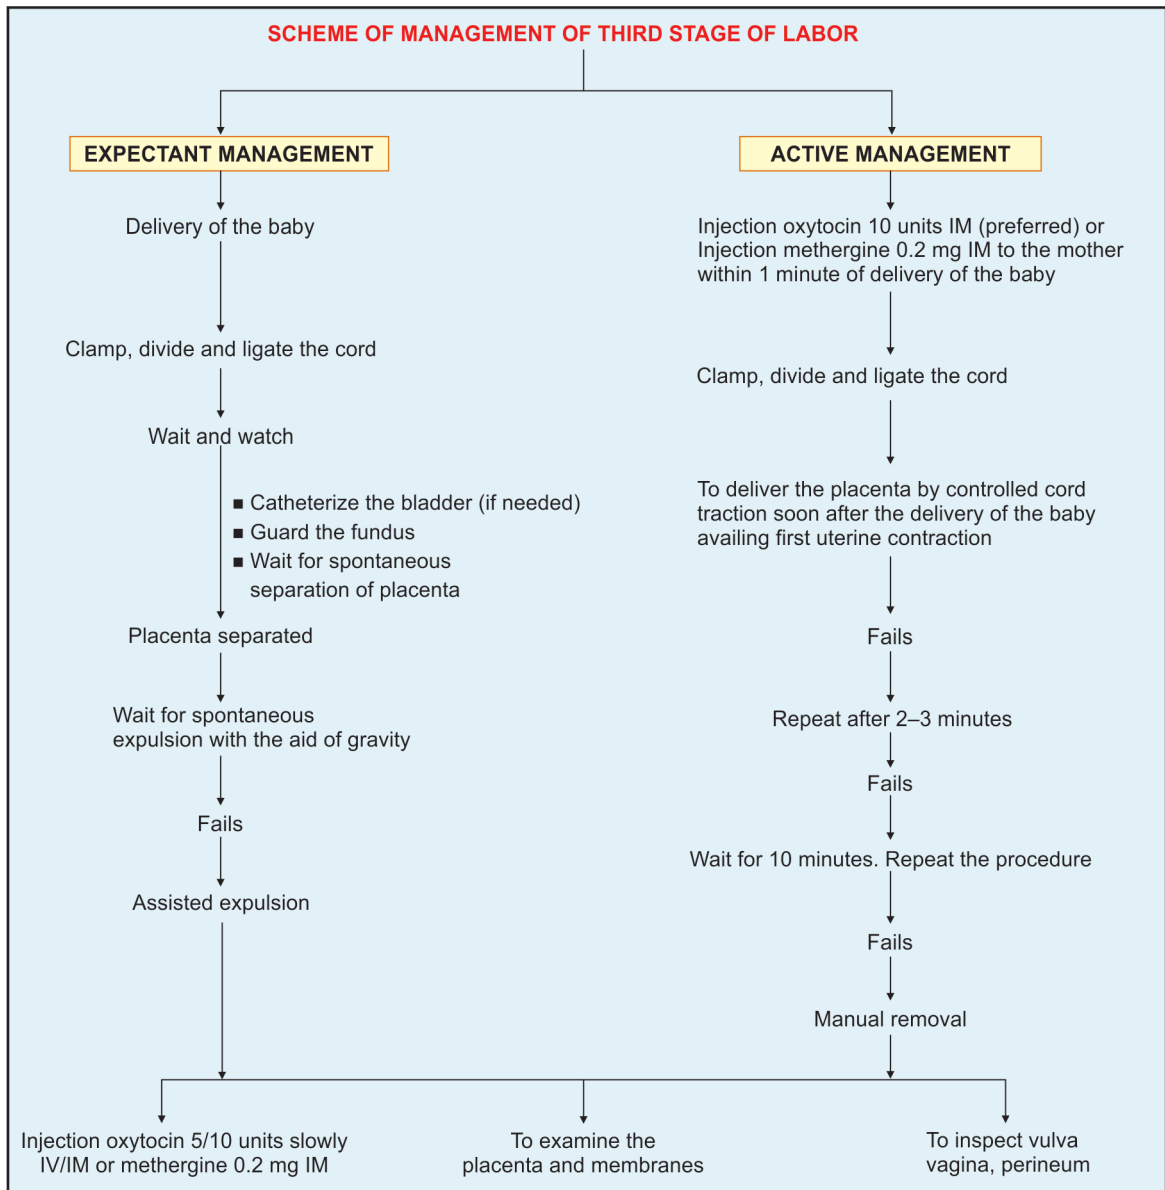 SCHEME OF MANAGEMENT OF THIRD STAGE OF LABOR
EXPECTANT MANAGEMENT
Delivery of the baby
Clamp, divide and ligate the cord
Wait and watch
■ Catheterize the bladder (if needed)
■ Guard the fundus
■ Wait for spontaneous
separation of placenta
Placenta separated
Wait for spontaneous
expulsion with the aid of gravity
Fails
Assisted expulsion
ACTIVE MANAGEMENT
Injection oxytocin 10 units IM (preferred) or
Injection methergine 0.2 mg IM to the mother
within 1 minute of delivery of the baby
Clamp, divide and ligate the cord
To deliver the placenta by controlled cord
traction soon after the delivery of the baby
availing first uterine contraction
Fails
Repeat after 2–3 minutes
Fails
Wait for 10 minutes. Repeat the procedure
Fails
Manual removal
Injection oxytocin 5/10 units slowly
IV/IM or methergine 0.2 mg IM
To examine the
placenta and membranes
To inspect vulva
vagina, perineum